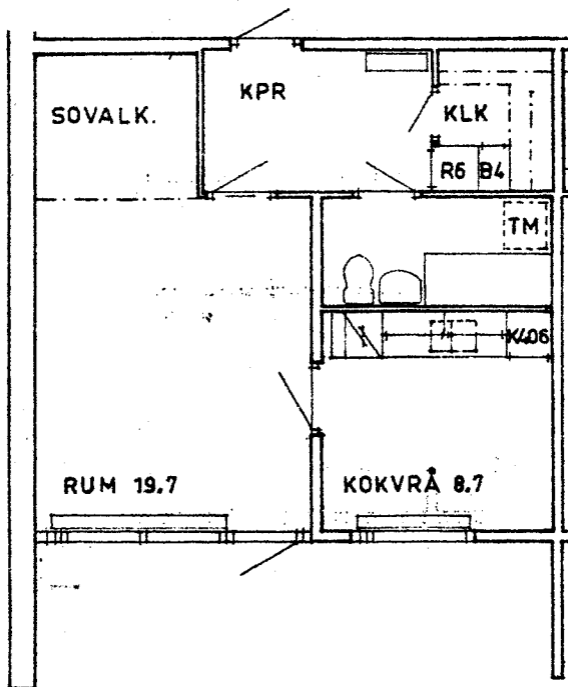 KPR
SOVALK.
KLK
R6 B4
TM
K406
RUM 19.7
KOKVRÅ 8.7